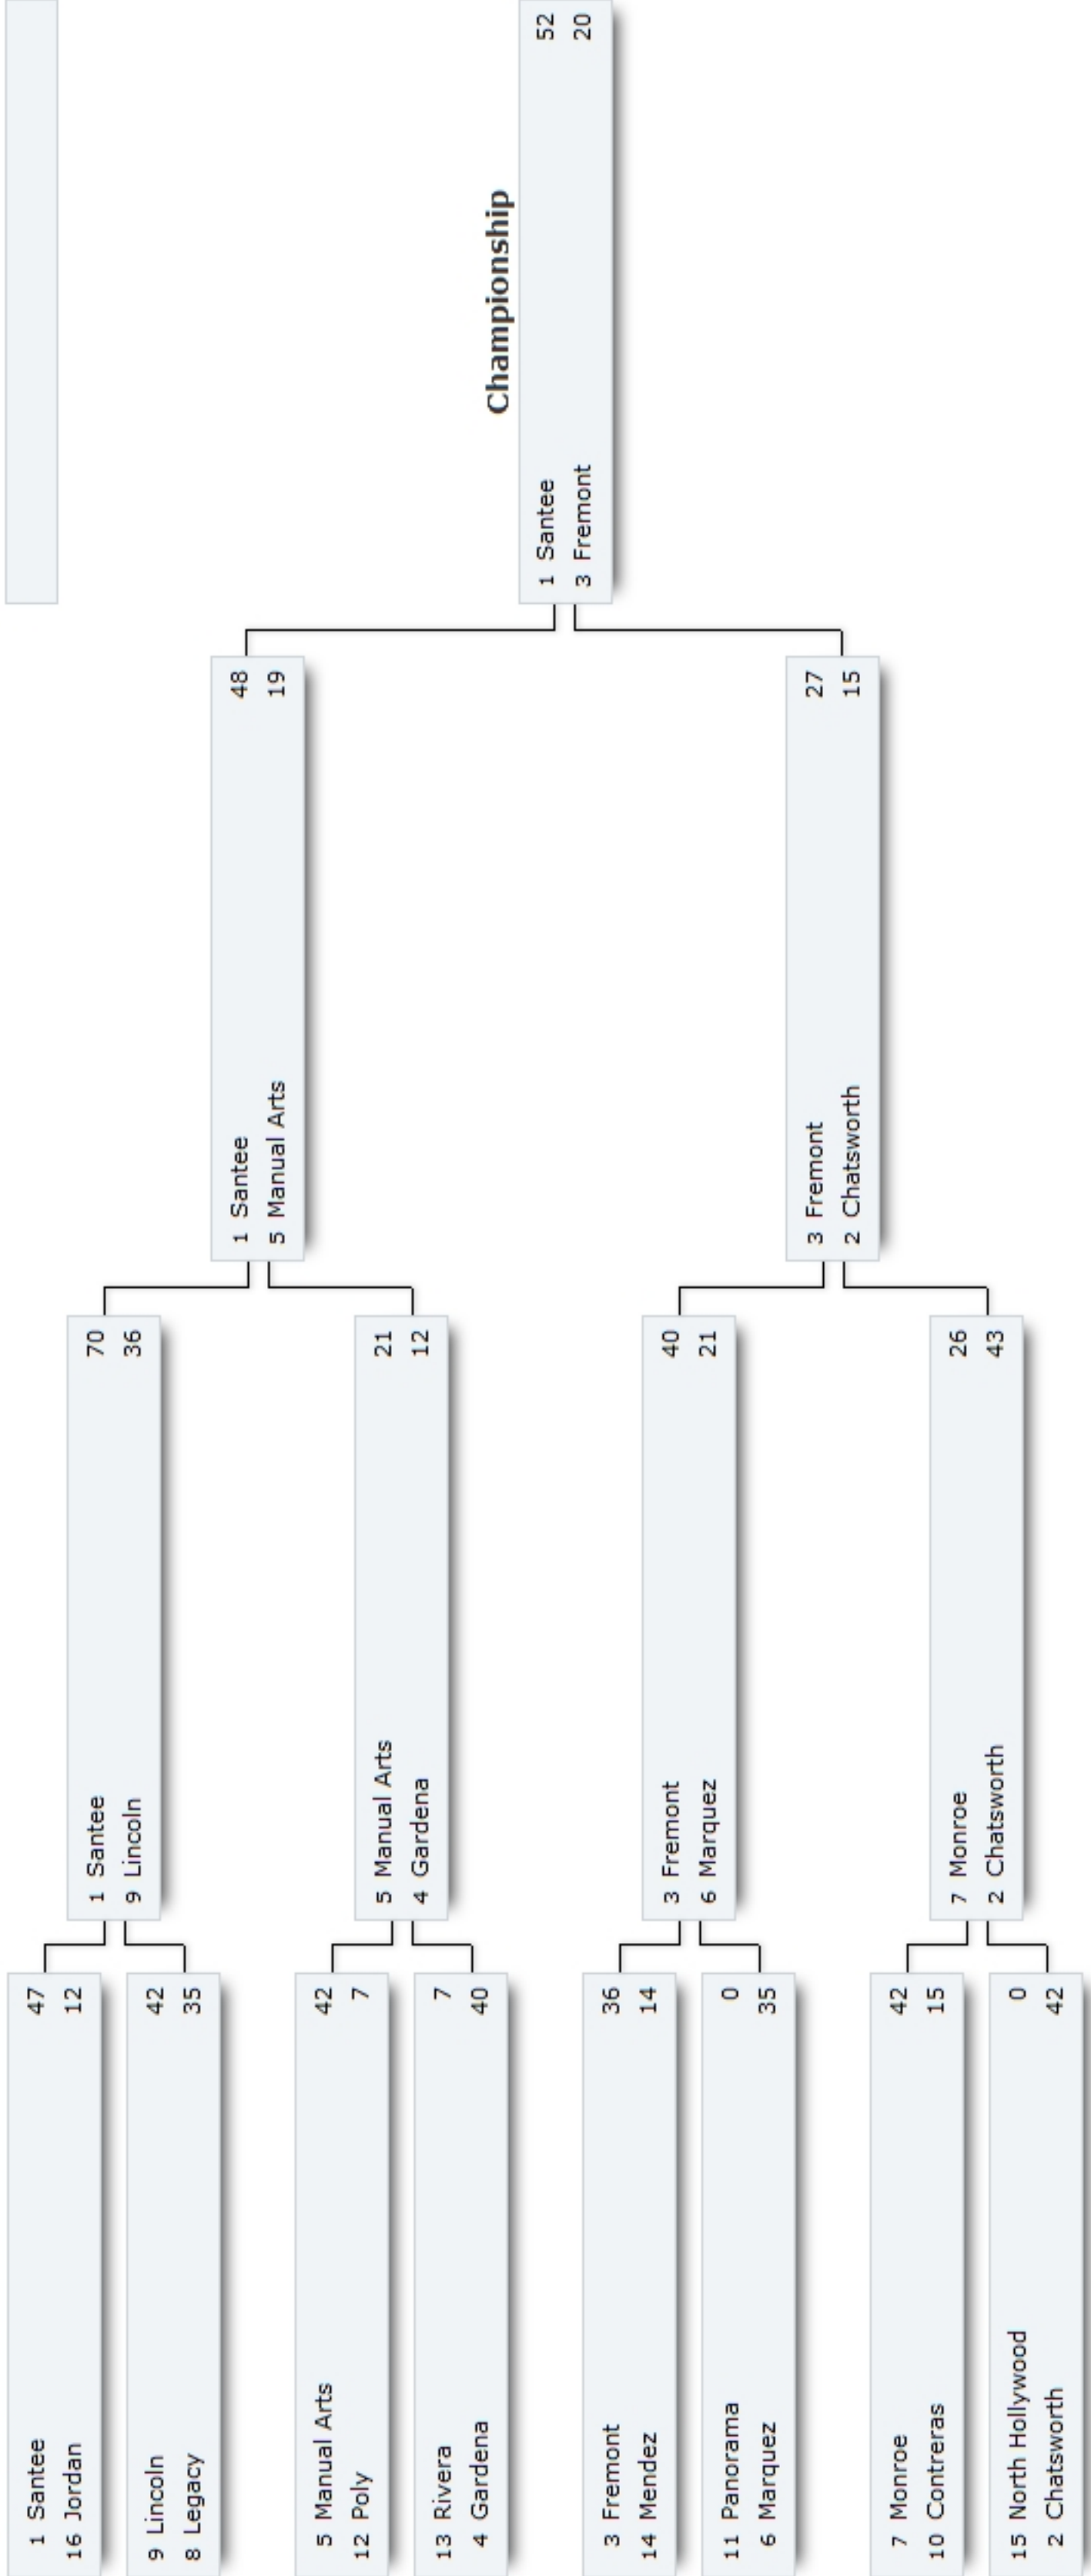 1 Santee 47
16 Jordan 12
9 Lincoln 42
8 Legacy 35
5 Manual Arts 42
12 Poly 7
13 Rivera 7
4 Gardena 40
3 Fremont 36
14 Mendez 14
11 Panorama 0
6 Marquez 35
7 Monroe 42
10 Contreras 15
15 North Hollywood 0
2 Chatsworth 42
1 Santee 70
9 Lincoln 36
5 Manual Arts 21
4 Gardena 12
3 Fremont 40
6 Marquez 21
7 Monroe 26
2 Chatsworth 43
1 Santee 48
5 Manual Arts 19
3 Fremont 27
2 Chatsworth 15
Championship
1 Santee 52
3 Fremont 20